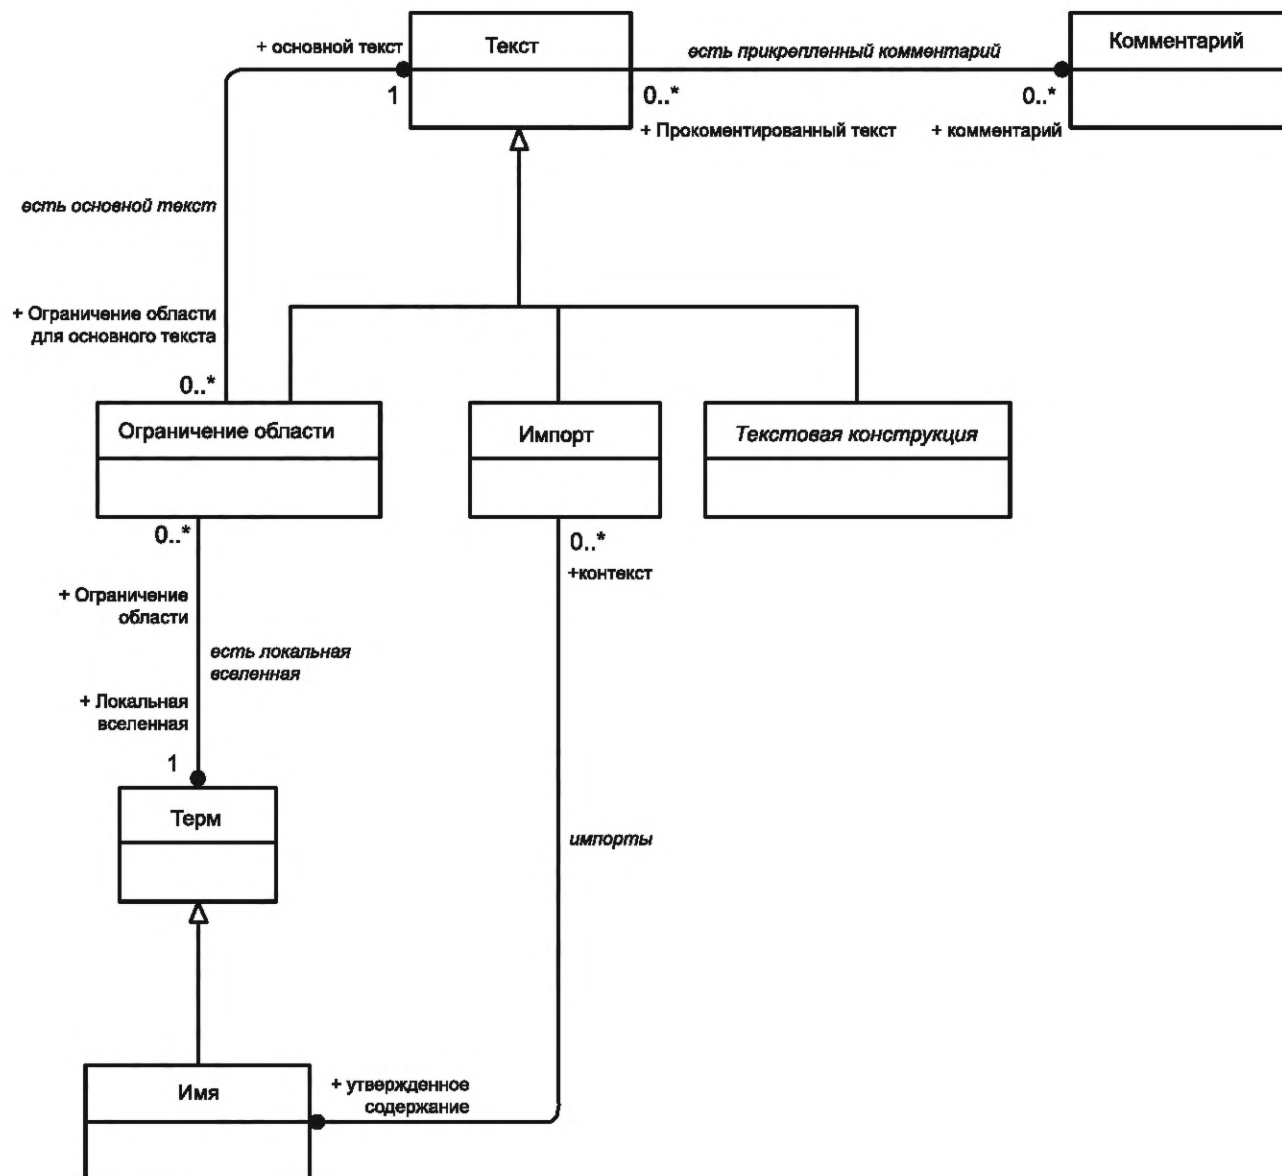 + основной текст
Текст
есть прикрепленный комментарий
Комментарий
1
0..*
0..*
+ Прокоментированный текст
+ комментарий
есть основной текст
+ Ограничение области
для основного текста
0..*
Ограничение области
Импорт
Текстовая конструкция
0..*
0..*
+контекст
+ Ограничение
области
есть локальная
вселенная
+ Локальная
вселенная
1
Терм
импорты
Имя
+ утвержденное
содержание